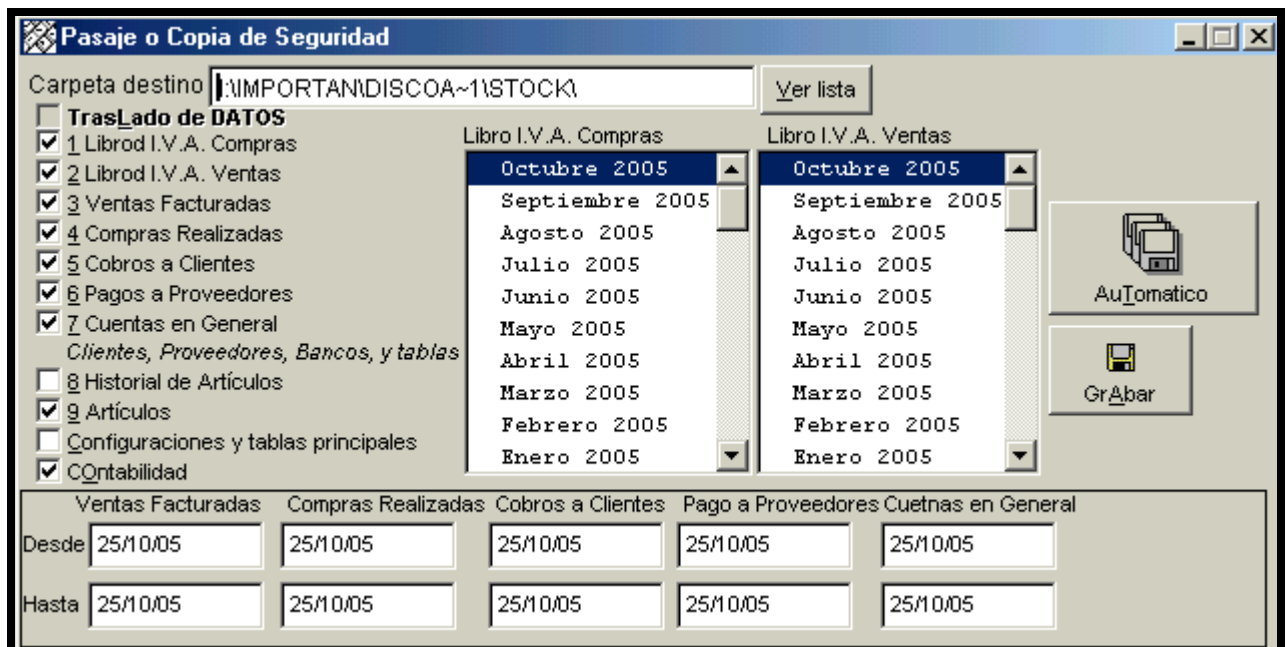 Pasaje o Copia de Seguridad
Carpeta destino :\IMPORTAN\DISCOA~1\STOCK\ Ver lista
TrasLado de DATOS
1 Librod I.V.A. Compras
2 Librod I.V.A. Ventas
3 Ventas Facturadas
4 Compras Realizadas
5 Cobros a Clientes
6 Pagos a Proveedores
7 Cuentas en General
Clientes, Proveedores, Bancos, y tablas
8 Historial de Artículos
9 Artículos
Configuraciones y tablas principales
COntabilidad
Libro I.V.A. Compras
Octubre 2005
Septiembre 2005
Agosto 2005
Julio 2005
Junio 2005
Mayo 2005
Abril 2005
Marzo 2005
Febrero 2005
Enero 2005
Libro I.V.A. Ventas
Octubre 2005
Septiembre 2005
Agosto 2005
Julio 2005
Junio 2005
Mayo 2005
Abril 2005
Marzo 2005
Febrero 2005
Enero 2005
AuTomatico
GrAbar
Ventas Facturadas Compras Realizadas Cobros a Clientes Pago a Proveedores Cuetnas en General
Desde 25/10/05 25/10/05 25/10/05 25/10/05 25/10/05
Hasta 25/10/05 25/10/05 25/10/05 25/10/05 25/10/05